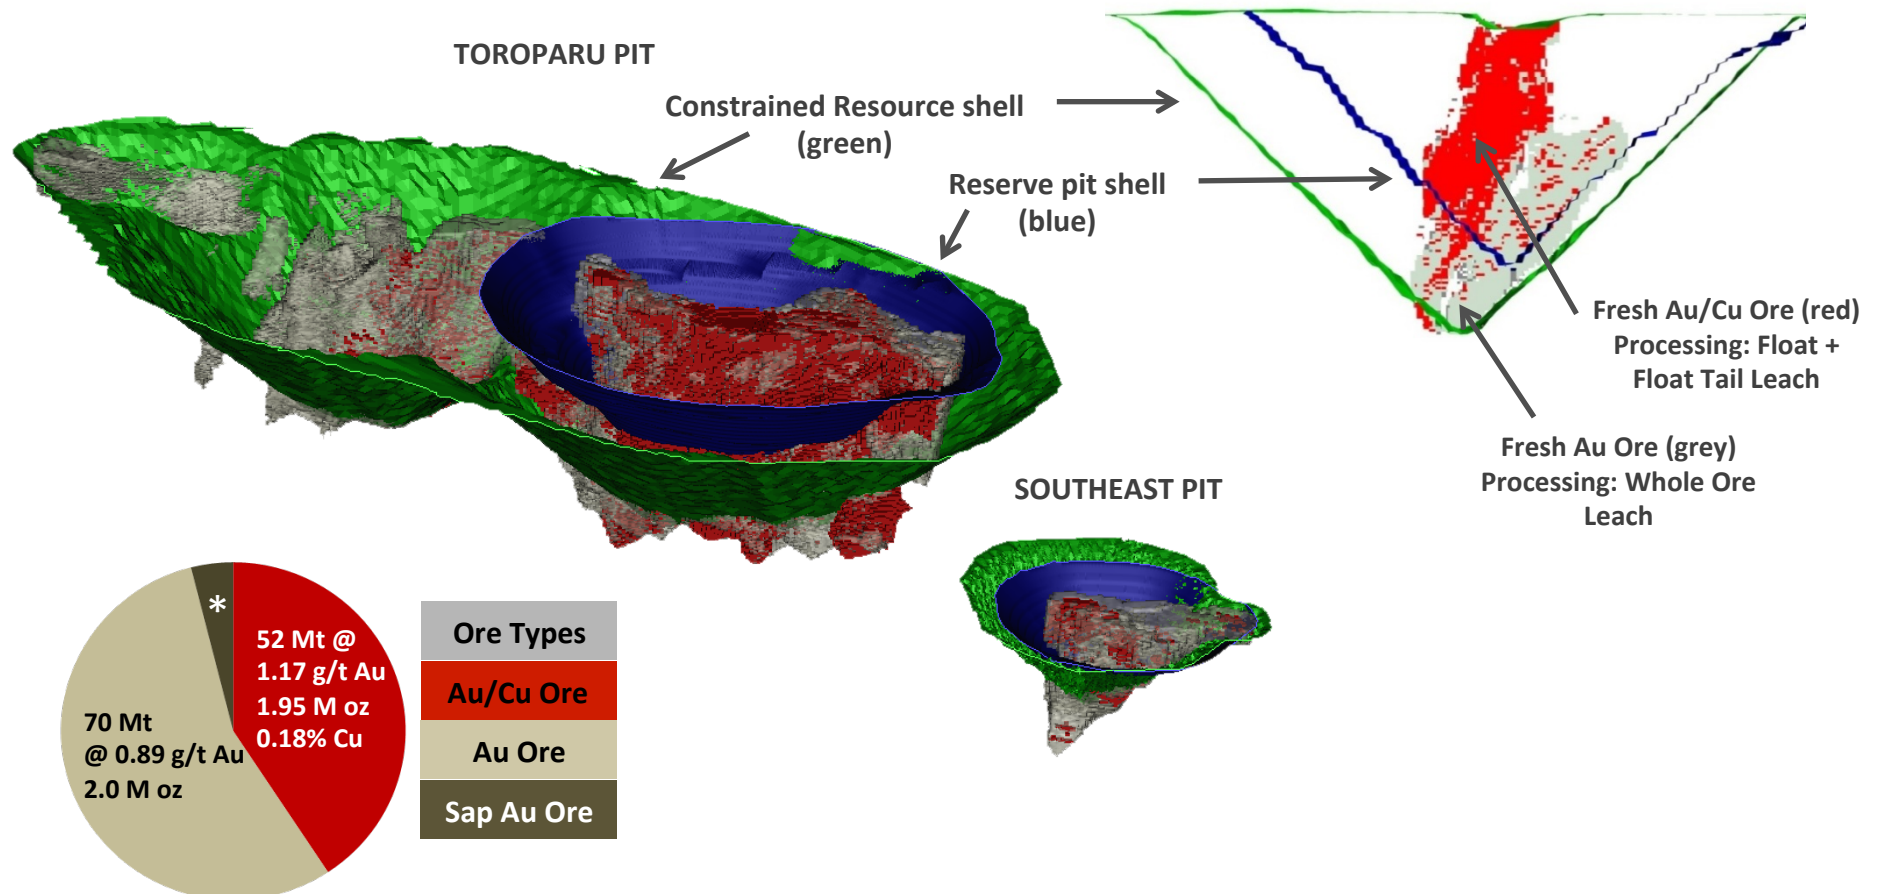 TOROPARU PIT
Constrained Resource shell
(green)
Reserve pit shell
(blue)
Fresh Au/Cu Ore (red)
Processing: Float +
Float Tail Leach
Fresh Au Ore (grey)
Processing: Whole Ore
Leach
SOUTHEAST PIT
*
52 Mt @
1.17 g/t Au
1.95 M oz
0.18% Cu
70 Mt
@ 0.89 g/t Au
2.0 M oz
Ore Types
Au/Cu Ore
Au Ore
Sap Au Ore